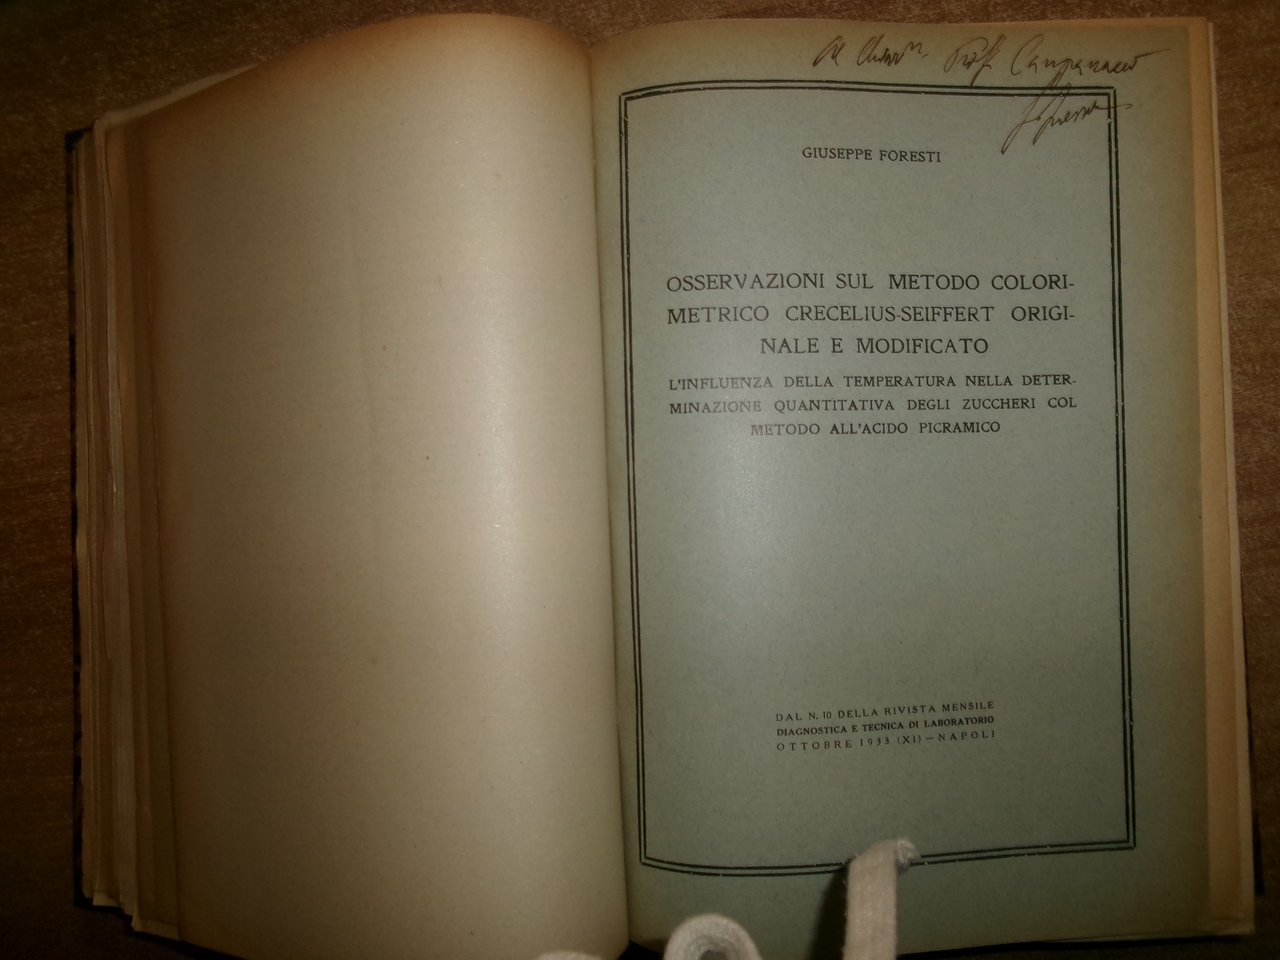 Al Chiar.mo Prof. Campanacci
GIUSEPPE FORESTI
OSSERVAZIONI SUL METODO COLORI-
METRICO CRECELIUS-SEIFFERT ORIGI-
NALE E MODIFICATO
L'INFLUENZA DELLA TEMPERATURA NELLA DETER-
MINAZIONE QUANTITATIVA DEGLI ZUCCHERI COL
METODO ALL'ACIDO PICRAMICO
DAL N. 10 DELLA RIVISTA MENSILE
DIAGNOSTICA E TECNICA DI LABORATORIO
OTTOBRE 1933 (XI) — NAPOLI